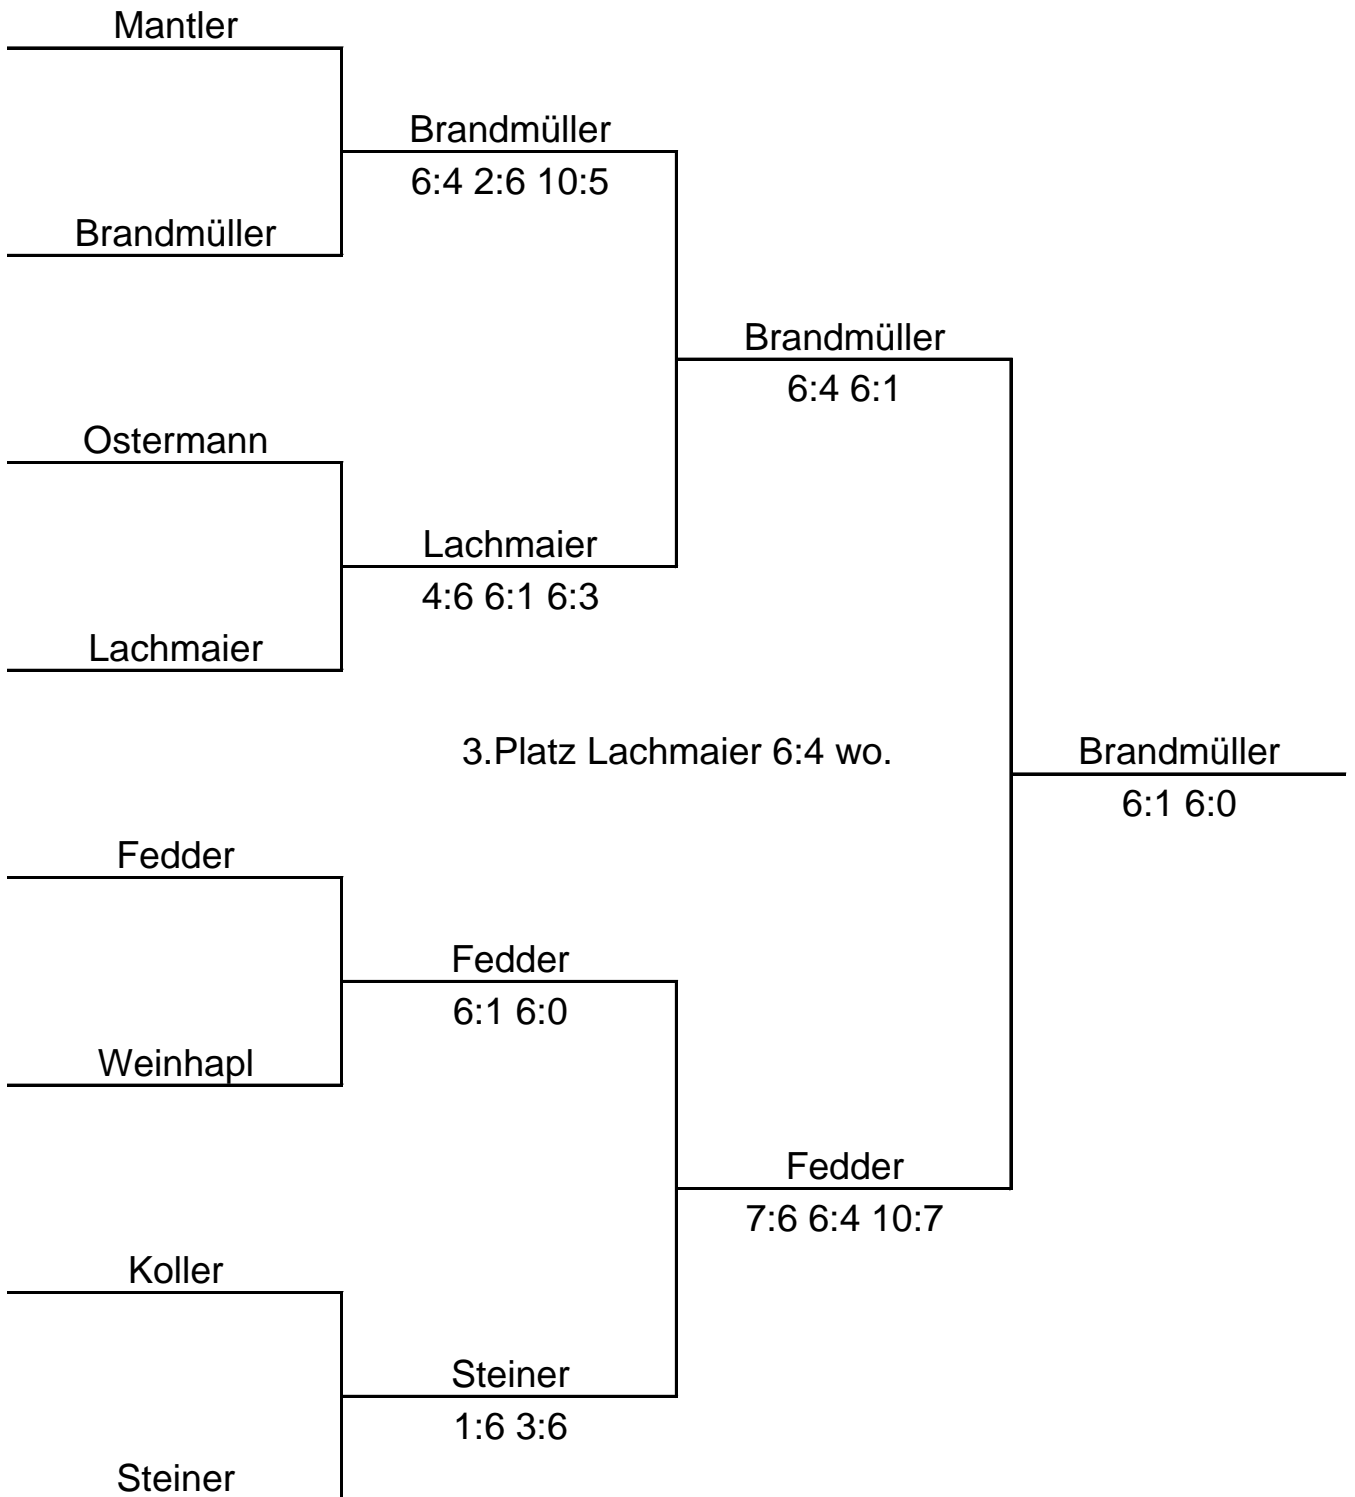 Mantler
Brandmüller
6:4 2:6 10:5
Brandmüller
Brandmüller
6:4 6:1
Ostermann
Lachmaier
4:6 6:1 6:3
Lachmaier
3.Platz Lachmaier 6:4 wo.
Brandmüller
6:1 6:0
Fedder
Fedder
6:1 6:0
Weinhapl
Fedder
7:6 6:4 10:7
Koller
Steiner
1:6 3:6
Steiner